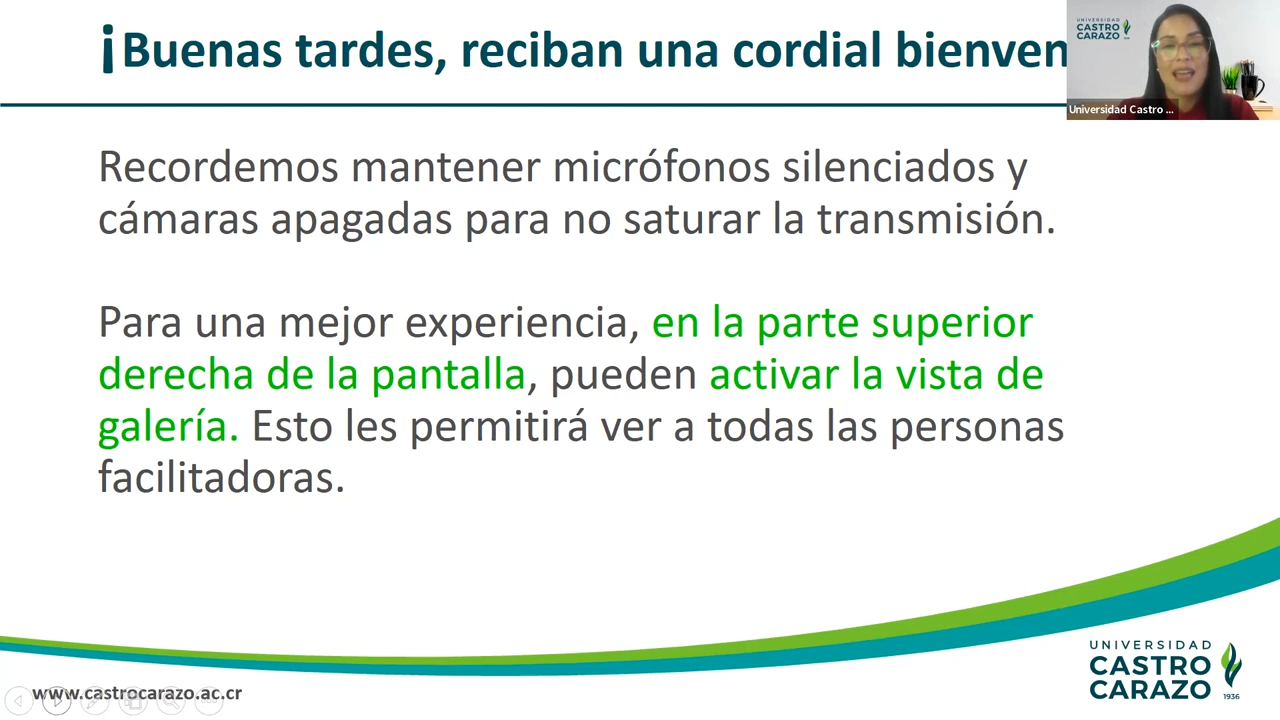 ¡Buenas tardes, reciban una cordial bienven
UNIVERSIDAD
CASTRO
CARAZO
Universidad Castro ...
Recordemos mantener micrófonos silenciados y
cámaras apagadas para no saturar la transmisión.
Para una mejor experiencia, en la parte superior
derecha de la pantalla, pueden activar la vista de
galería. Esto les permitirá ver a todas las personas
facilitadoras.
www.castrocarazo.ac.cr
UNIVERSIDAD
CASTRO
CARAZO
1936